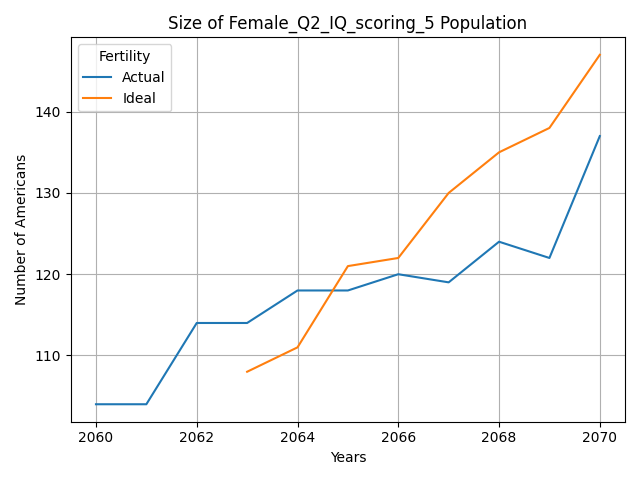 Size of Female_Q2_IQ_scoring_5 Population
Fertility
Actual
Ideal
Number of Americans
140
130
120
110
2060
2062
2064
2066
2068
2070
Years